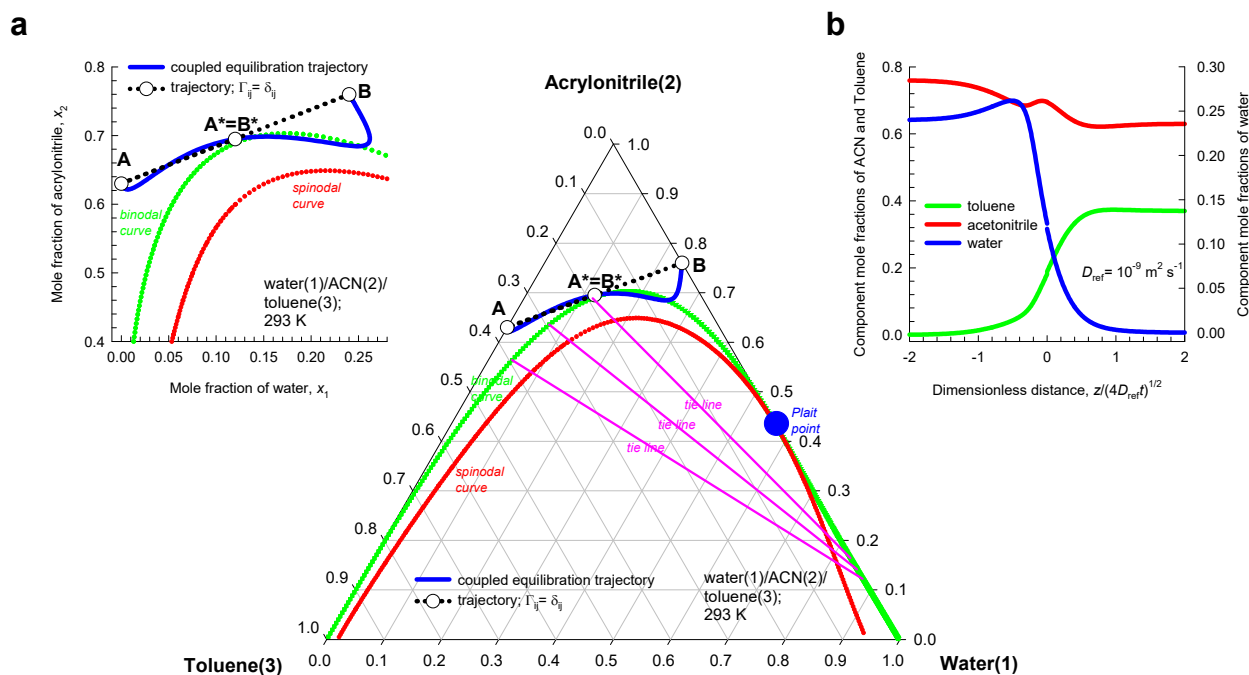 a
coupled equilibration trajectory
trajectory; Γij= δij
A
A*=B*
B
binodal
curve
spinodal
curve
water(1)/ACN(2)/
toluene(3);
293 K
0.8
0.7
0.6
0.7
0.5
0.4
0.00
0.05
0.10
0.15
0.20
0.25
Mole fraction of acrylonitrile, x2
Mole fraction of water, x1
Acrylonitrile(2)
0.0
0.1
0.2
0.3
0.4
0.5
0.6
0.7
0.8
0.9
1.0
1.0
0.9
0.8
0.7
0.6
0.5
0.4
0.3
0.2
0.1
0.0
A
A*=B*
B
binodal
curve
spinodal
curve
tie line
tie line
tie line
Plait
point
coupled equilibration trajectory
trajectory; Γij= δij
water(1)/ACN(2)/
toluene(3);
293 K
0.0
0.1
0.2
0.3
0.4
0.5
0.6
0.7
0.8
0.9
1.0
Toluene(3)
Water(1)
b
Component mole fractions of ACN and Toluene
0.8
0.6
0.4
0.2
0.0
toluene
acetonitrile
water
Dref= 10-9 m2 s-1
0.30
0.25
0.20
0.15
0.10
0.05
0.00
Component mole fractions of water
-2
-1
0
1
2
Dimensionless distance, z/(4Dreft)1/2